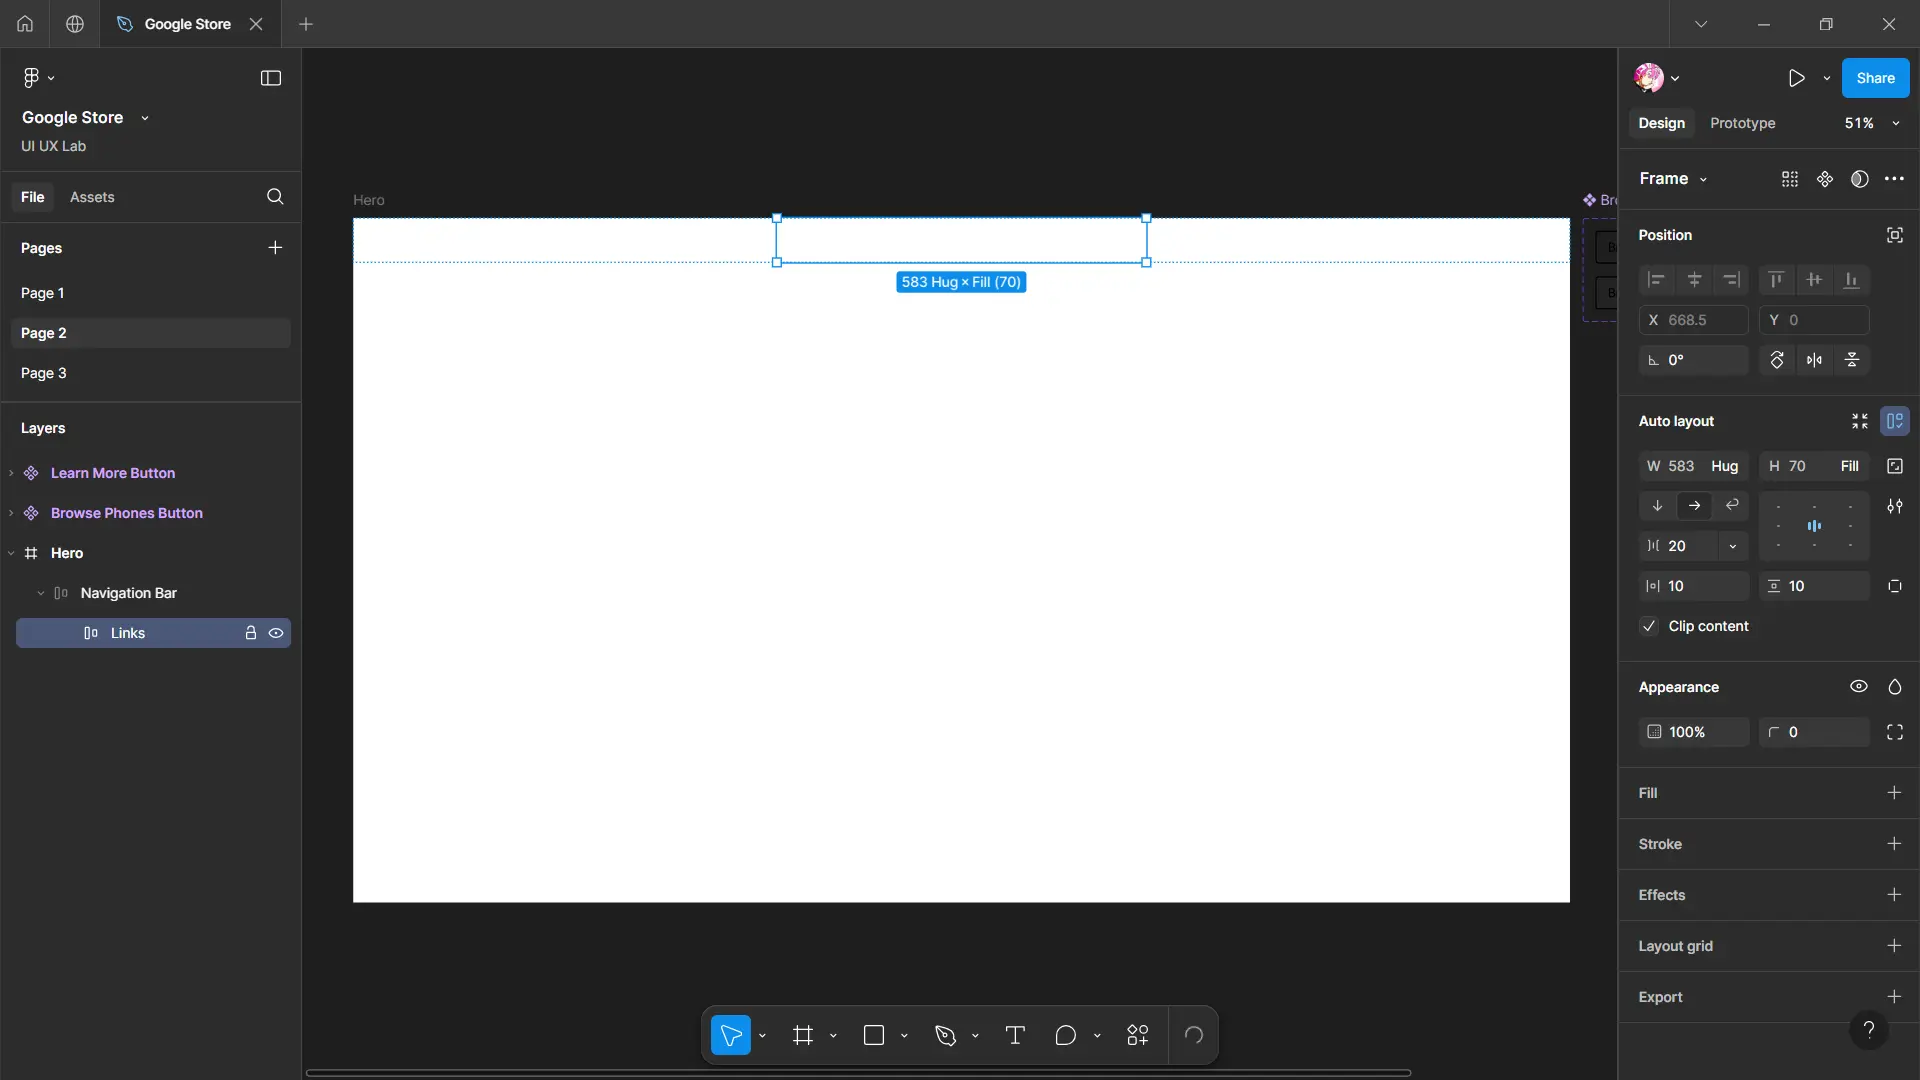 Google Store
Google Store
UI UX Lab
File
Assets
Pages
Page 1
Page 2
Page 3
Layers
Learn More Button
Browse Phones Button
Hero
Navigation Bar
Links
Hero
583 Hug × Fill (70)
Bro
B
B
Share
Design
Prototype
51%
Frame
Position
X 668.5
Y 0
0°
Auto layout
W 583 Hug
H 70 Fill
20
10
10
Clip content
Appearance
100%
0
Fill
Stroke
Effects
Layout grid
Export
?